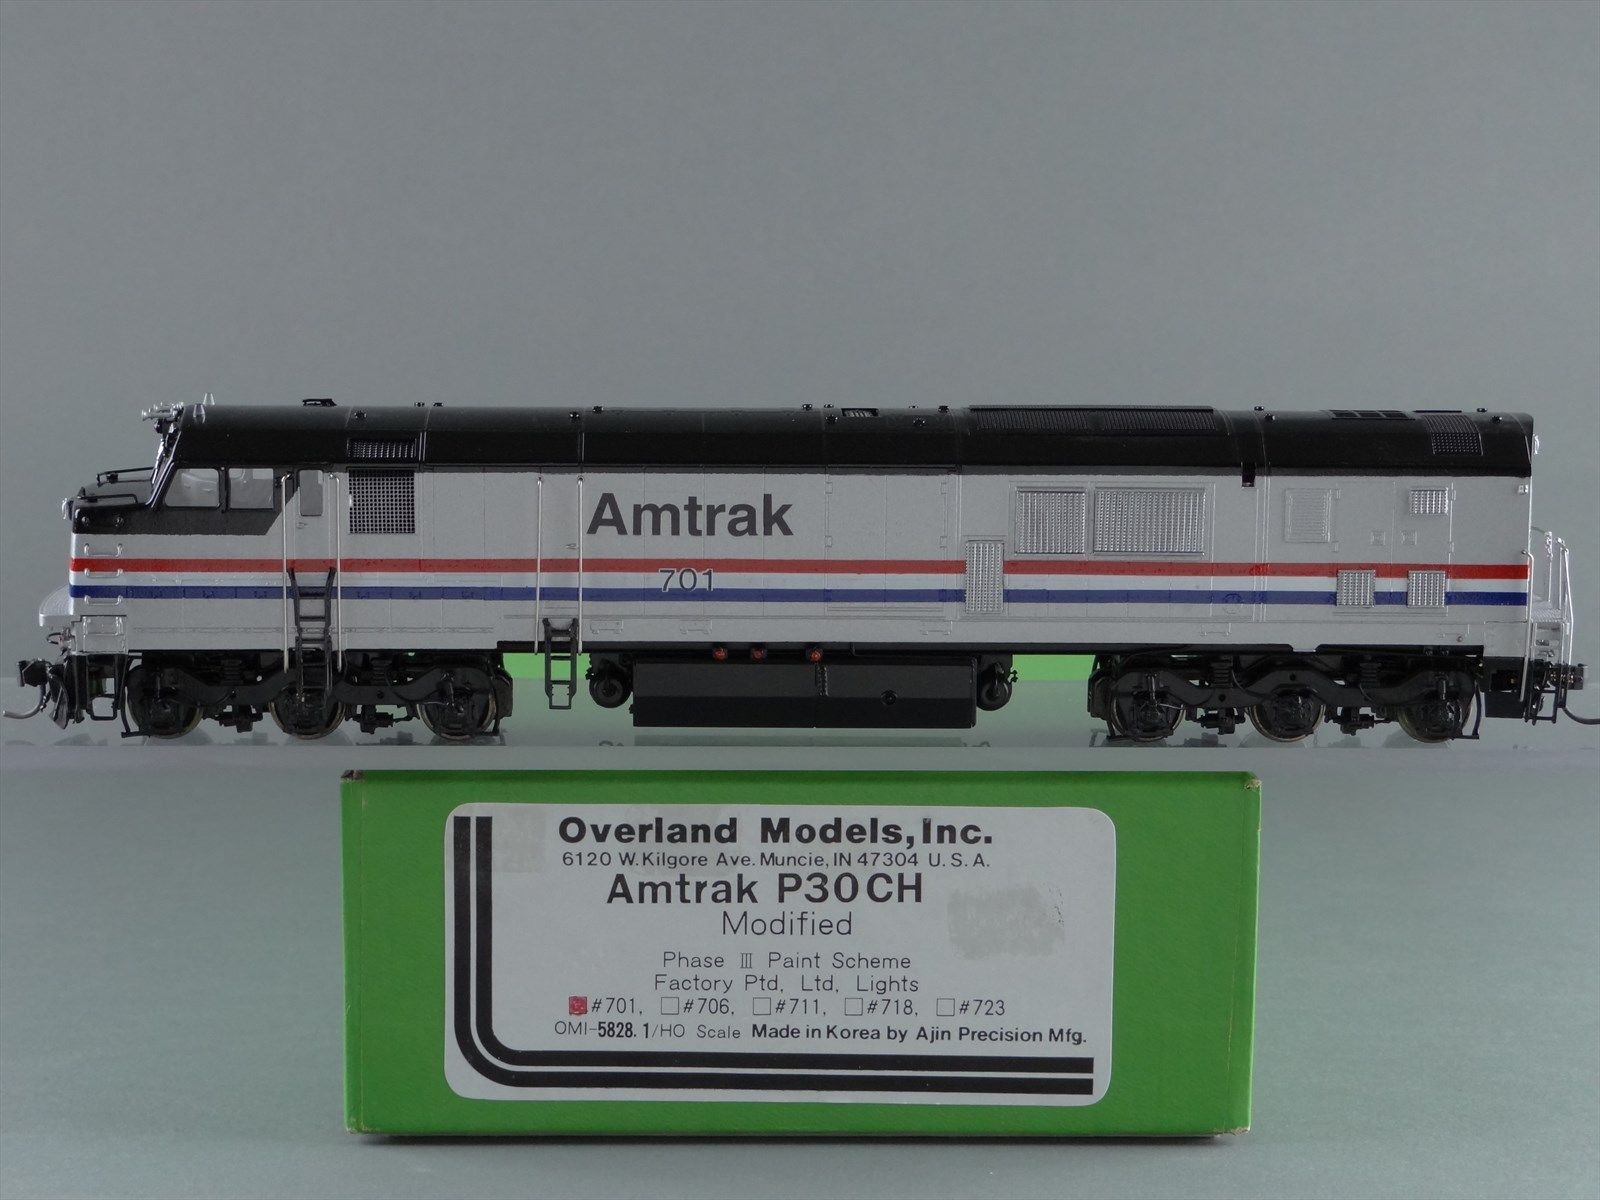 Amtrak
701
Overland Models, Inc.
6120 W. Kilgore Ave. Muncie, IN 47304 U. S. A.
Amtrak P30CH
Modified
Phase III Paint Scheme
Factory Ptd, Ltd, Lights
#701, #706, #711, #718, #723
OMI-5828.1/HO Scale Made in Korea by Ajin Precision Mfg.